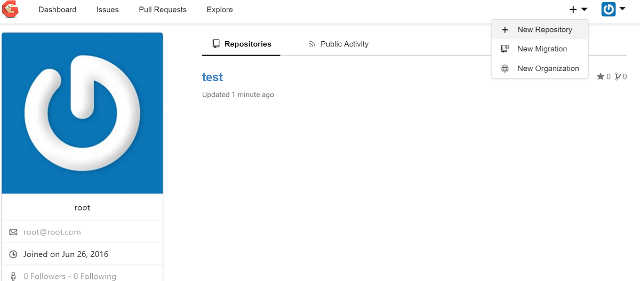 Dashboard Issues Pull Requests Explore
New Repository
New Migration
New Organization
Repositories Public Activity
test 0 0
Updated 1 minute ago
root
root@root.com
Joined on Jun 26, 2016
0 Followers - 0 Following